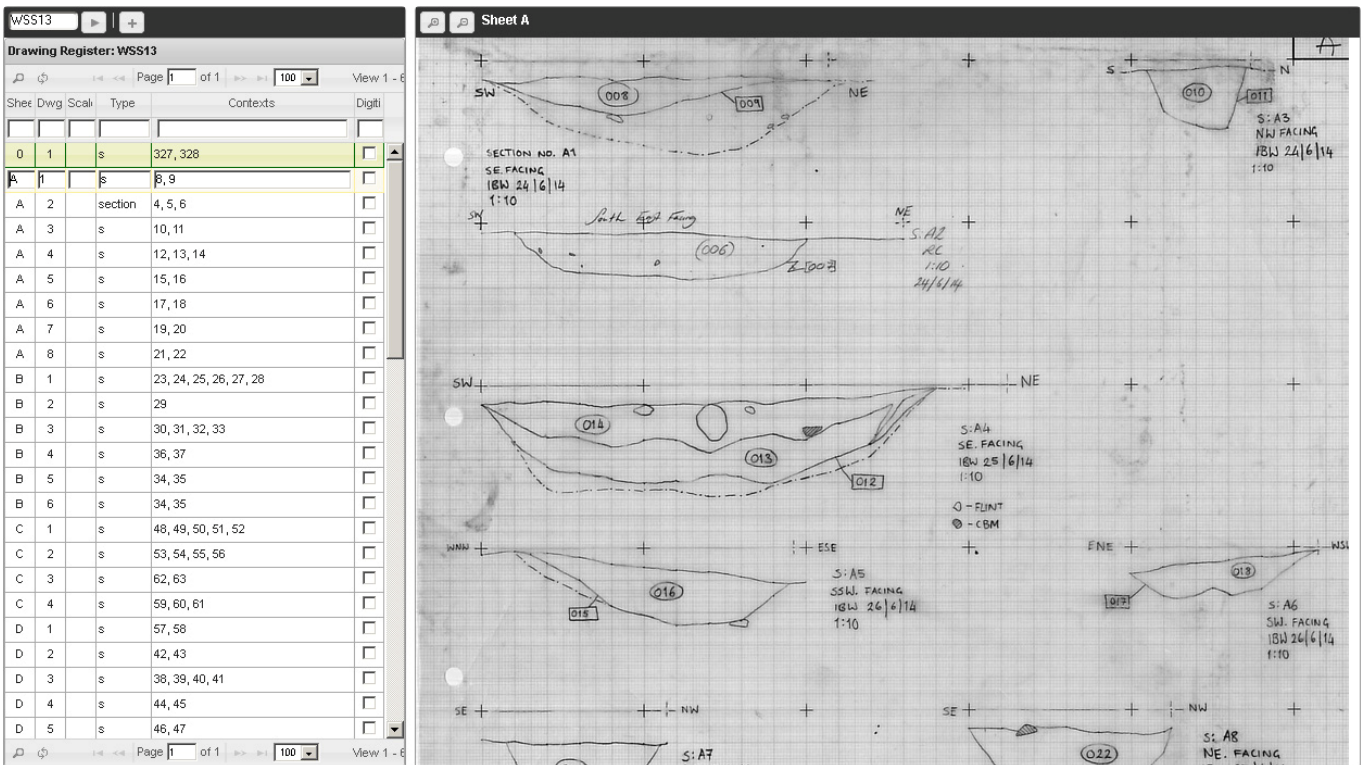 WSS13
Sheet A
Drawing Register: WSS13
Page 1 of 1 100 View 1 - 6
Shee Dwg Scale Type Contexts Digiti
0 1 s 327, 328
A 1 s 8, 9
A 2 section 4, 5, 6
A 3 s 10, 11
A 4 s 12, 13, 14
A 5 s 15, 16
A 6 s 17, 18
A 7 s 19, 20
A 8 s 21, 22
B 1 s 23, 24, 25, 26, 27, 28
B 2 s 29
B 3 s 30, 31, 32, 33
B 4 s 36, 37
B 5 s 34, 35
B 6 s 34, 35
C 1 s 48, 49, 50, 51, 52
C 2 s 53, 54, 55, 56
C 3 s 62, 63
C 4 s 59, 60, 61
D 1 s 57, 58
D 2 s 42, 43
D 3 s 38, 39, 40, 41
D 4 s 44, 45
D 5 s 46, 47
Page 1 of 1 100 View 1 - 6
A
SW 008 009 NE
SECTION NO. A1
SE. FACING
IBW 24/6/14
1:10
S N
010 011
S:A3
NW FACING
IBW 24/6/14
1:10
SW South East Facing NE
(006) [007]
S:A2
RC
1:10
24/6/14
SW NE
014
013
012
S:A4
SE. FACING
IBW 25/6/14
1:10
- FLINT
- CBM
WNW ESE
016
015
S:A5
SSW. FACING
IBW 26/6/14
1:10
ENE WSW
018
017
S:A6
SW. FACING
IBW 26/6/14
1:10
SE NW
S:A7
SE NW
022
S: A8
NE. FACING